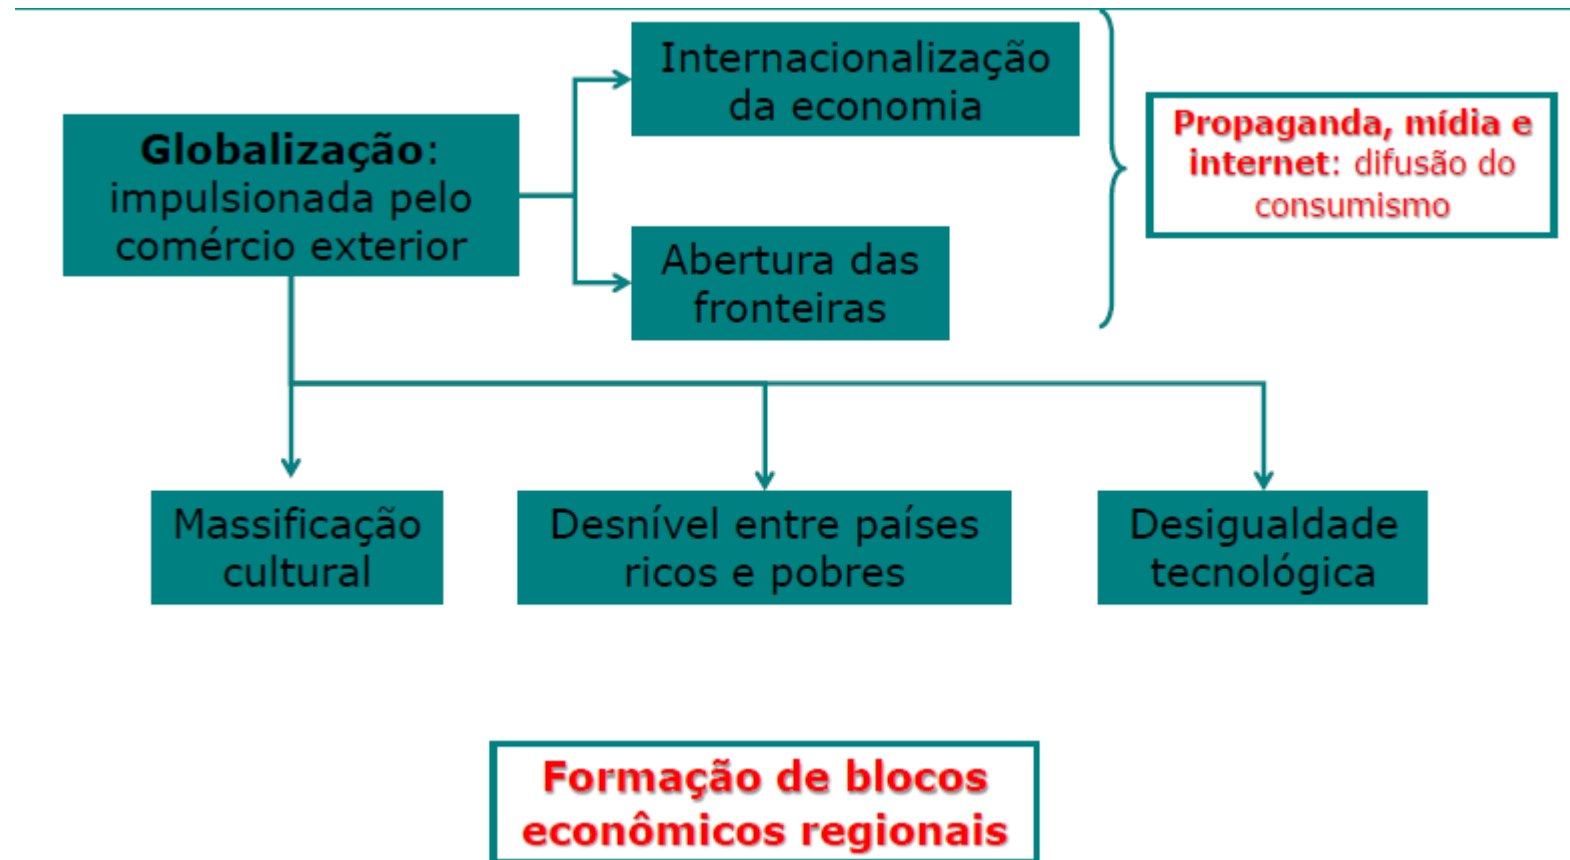 Globalização:
impulsionada pelo
comércio exterior
Internacionalização
da economia
Abertura das
fronteiras
Propaganda, mídia e
internet: difusão do
consumismo
Massificação
cultural
Desnível entre países
ricos e pobres
Desigualdade
tecnológica
Formação de blocos
econômicos regionais